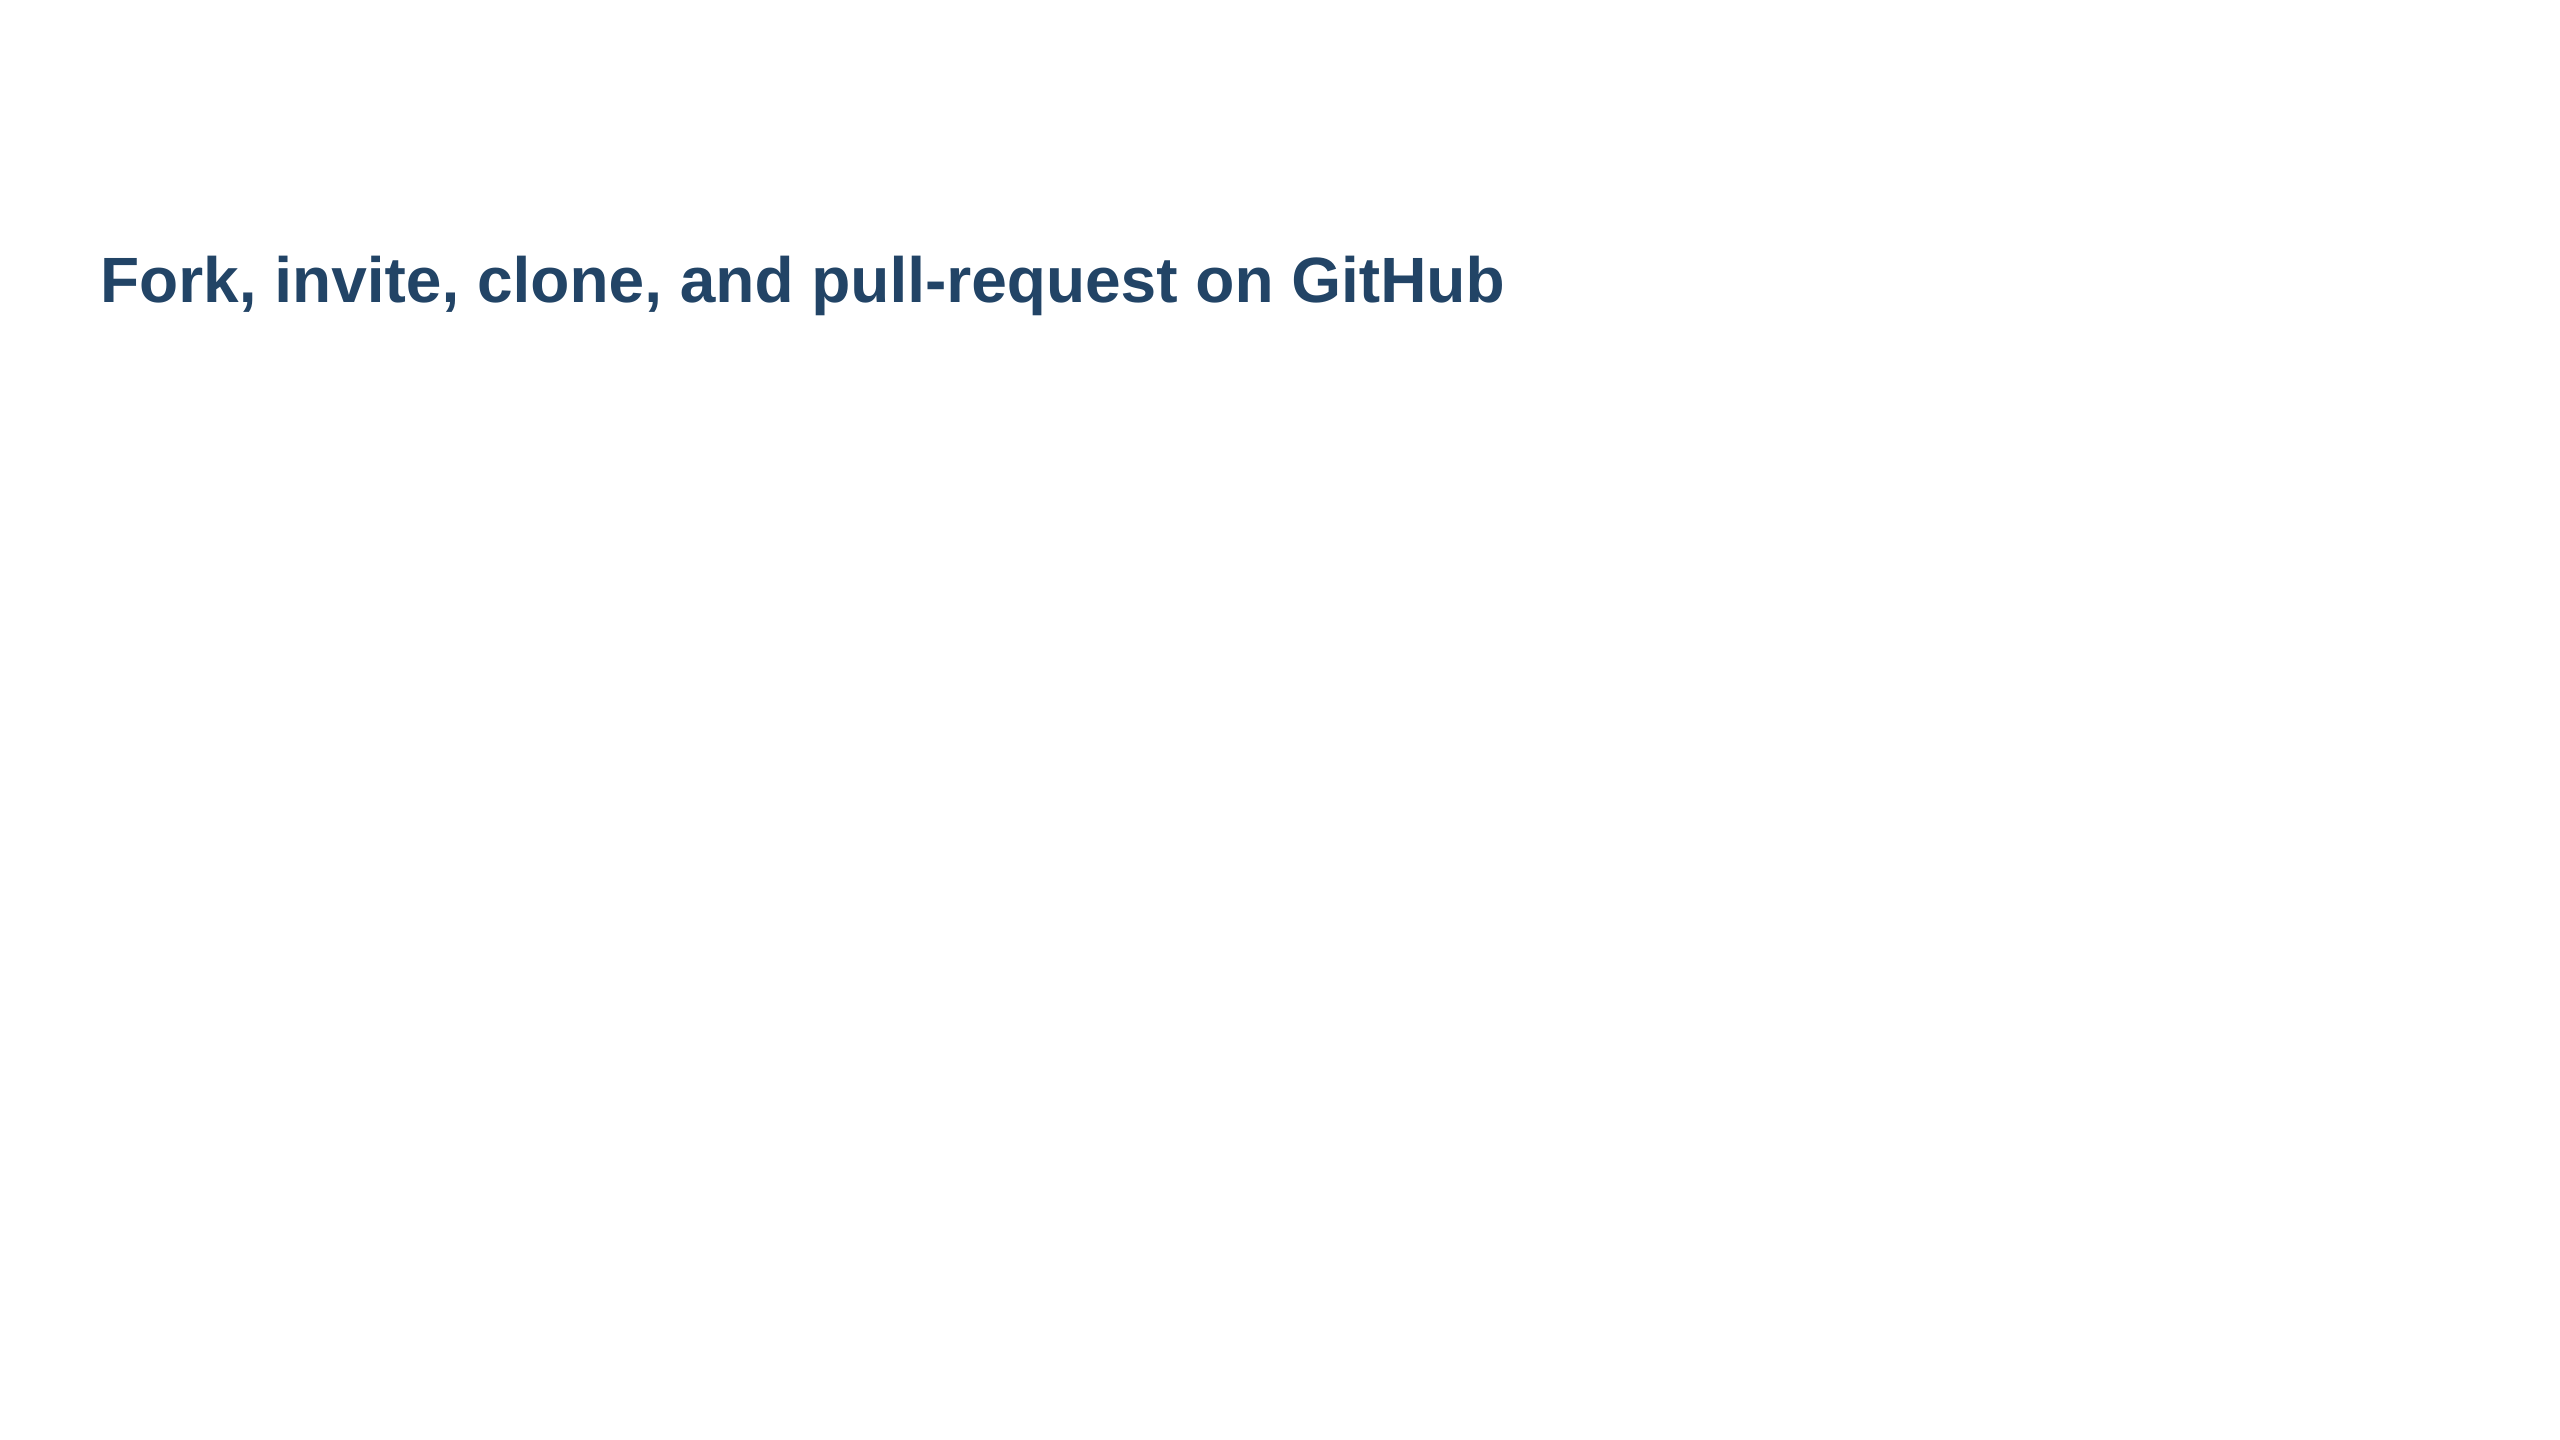 Fork, invite, clone, and pull-request on GitHub